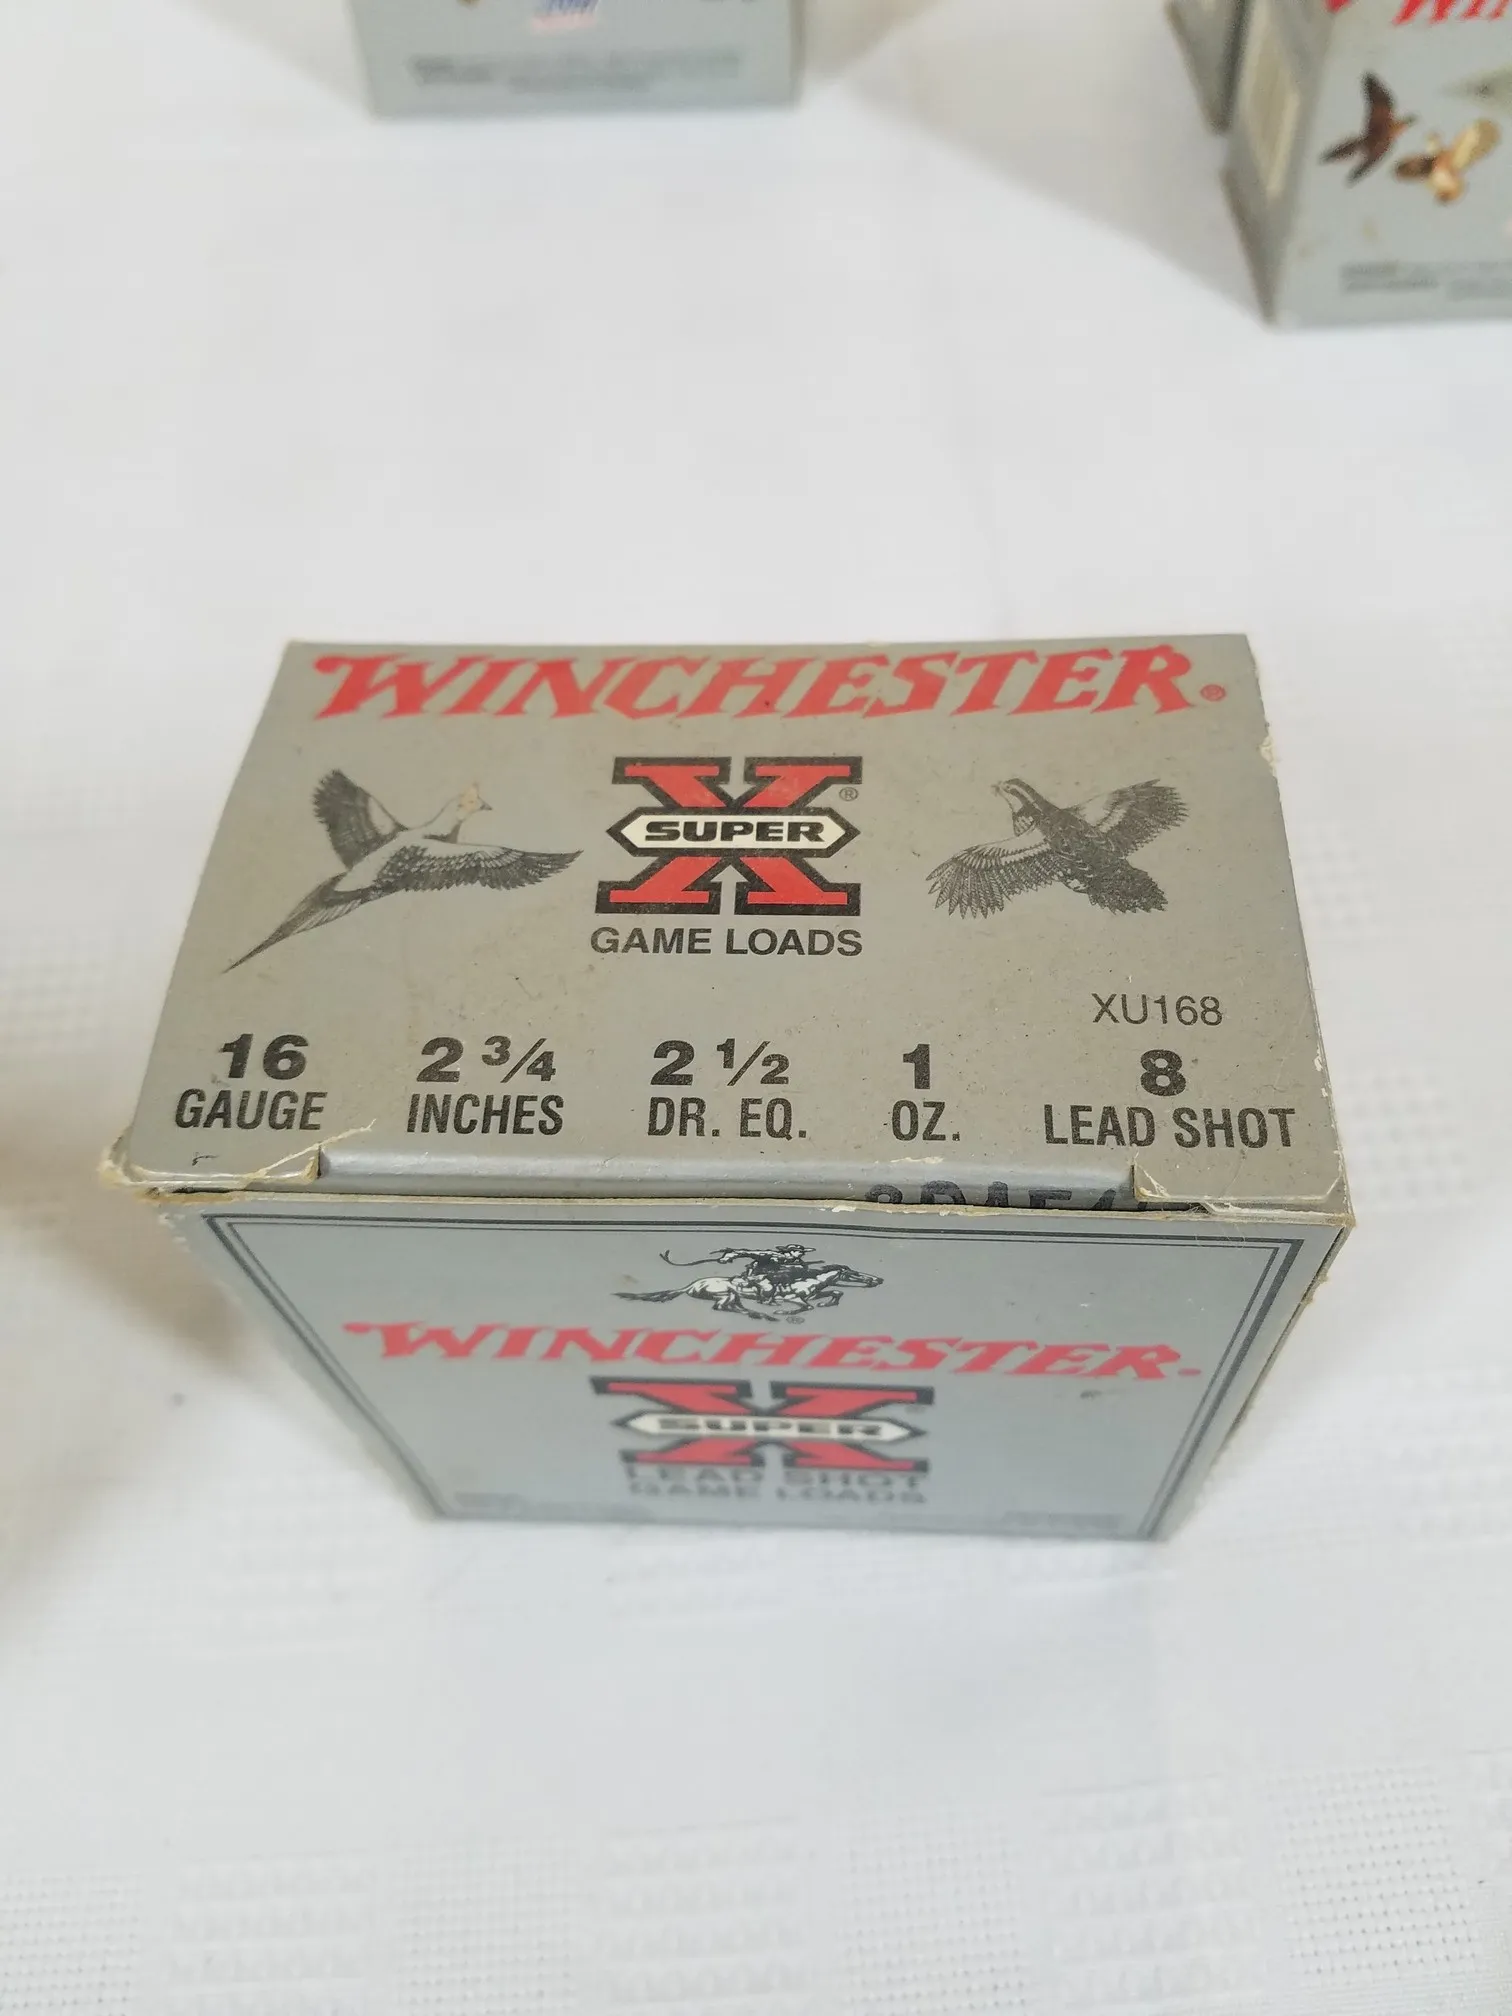 WINCHESTER®
X®
SUPER
GAME LOADS
XU168
16 2 3/4 2 1/2 1 8
GAUGE INCHES DR. EQ. OZ. LEAD SHOT
®
WINCHESTER®
X
SUPER
LEAD SHOT
GAME LOADS